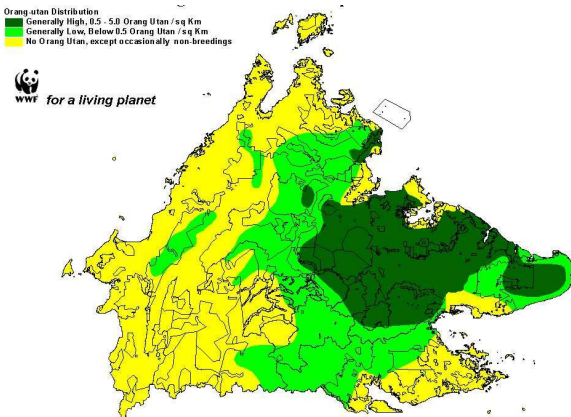 Orang-utan Distribution
Generally High, 0.5 - 5.0 Orang Utan / sq Km
Generally Low, Below 0.5 Orang Utan / sq Km
No Orang Utan, except occasionally non-breedings
WWF for a living planet